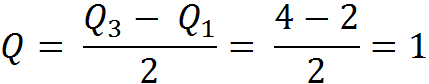 Q = (Q₃ − Q₁)/2 = (4 − 2)/2 = 1